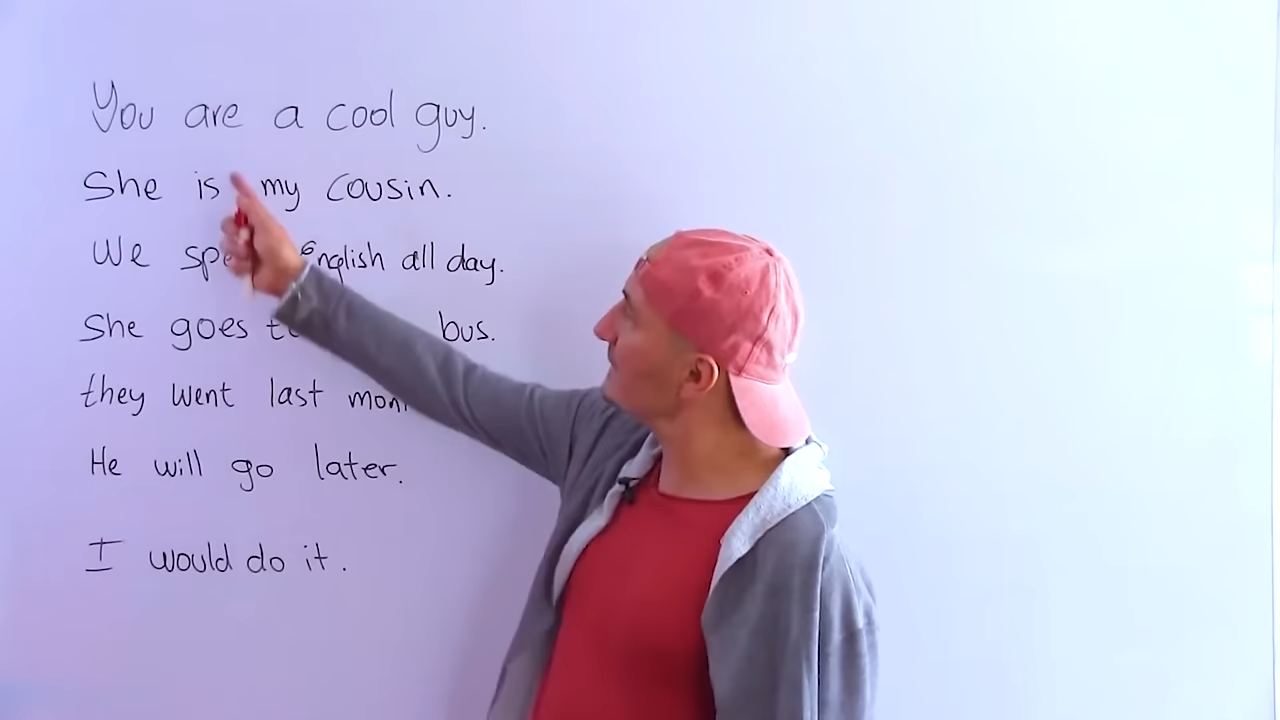 You are a cool guy.
She is my cousin.
We English all day.
She goes bus.
they went last
He will go later.
I would do it.